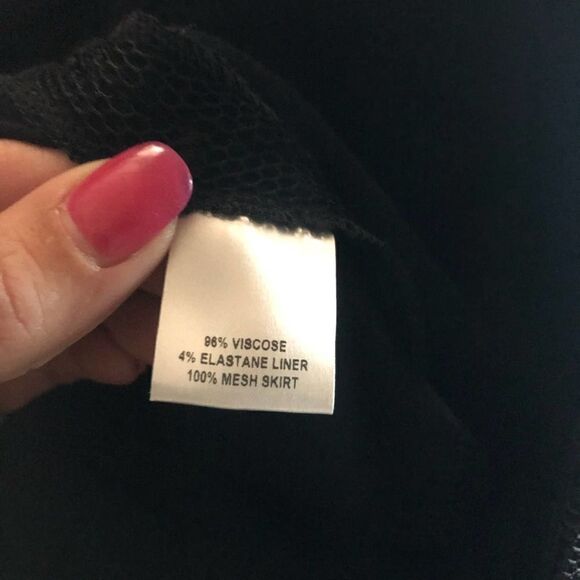 96% VISCOSE
4% ELASTANE LINER
100% MESH SKIRT